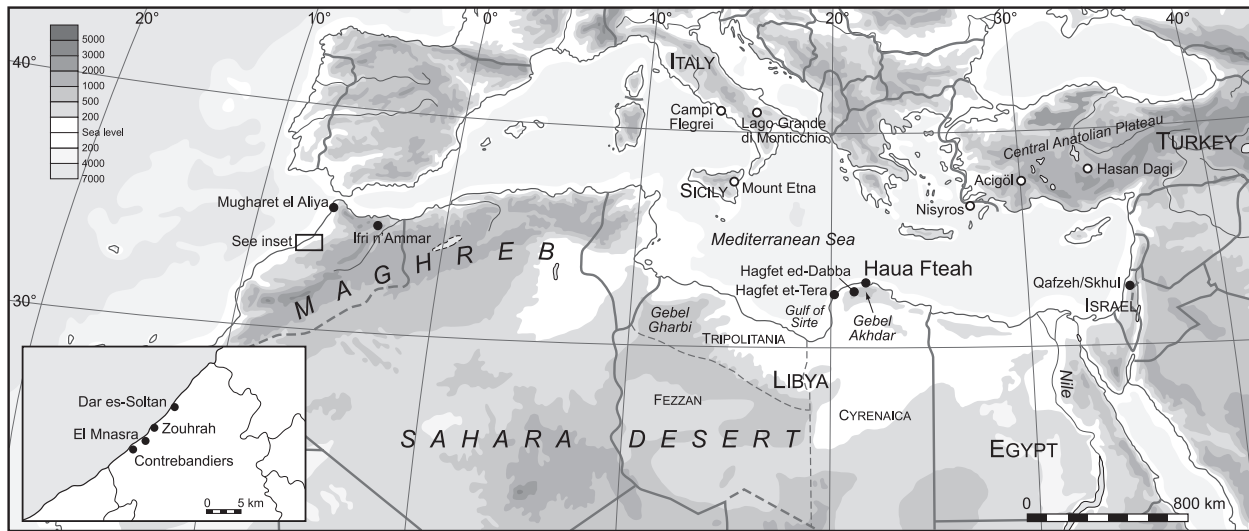 20°
10°
0°
10°
20°
30°
40°
40°
30°
5000
3000
2000
1000
500
200
Sea level
200
4000
7000
ITALY
Campi
Flegrei
Lago Grande
di Monticchio
Central Anatolian Plateau
TURKEY
Acigöl
Hasan Dagi
SICILY
Mount Etna
Nisyros
Mugharet el Aliya
See inset
Ifri n'Ammar
MAGHREB
Mediterranean Sea
Hagfet ed-Dabba
Haua Fteah
Hagfet et-Tera
Gulf of
Sirte
Gebel
Akhdar
Qafzeh/Skhul
ISRAEL
Gebel
Gharbi
TRIPOLITANIA
LIBYA
Nile
FEZZAN
CYRENAICA
SAHARA DESERT
EGYPT
Dar es-Soltan
El Mnasra
Zouhrah
Contrebandiers
0 5 km
0 800 km